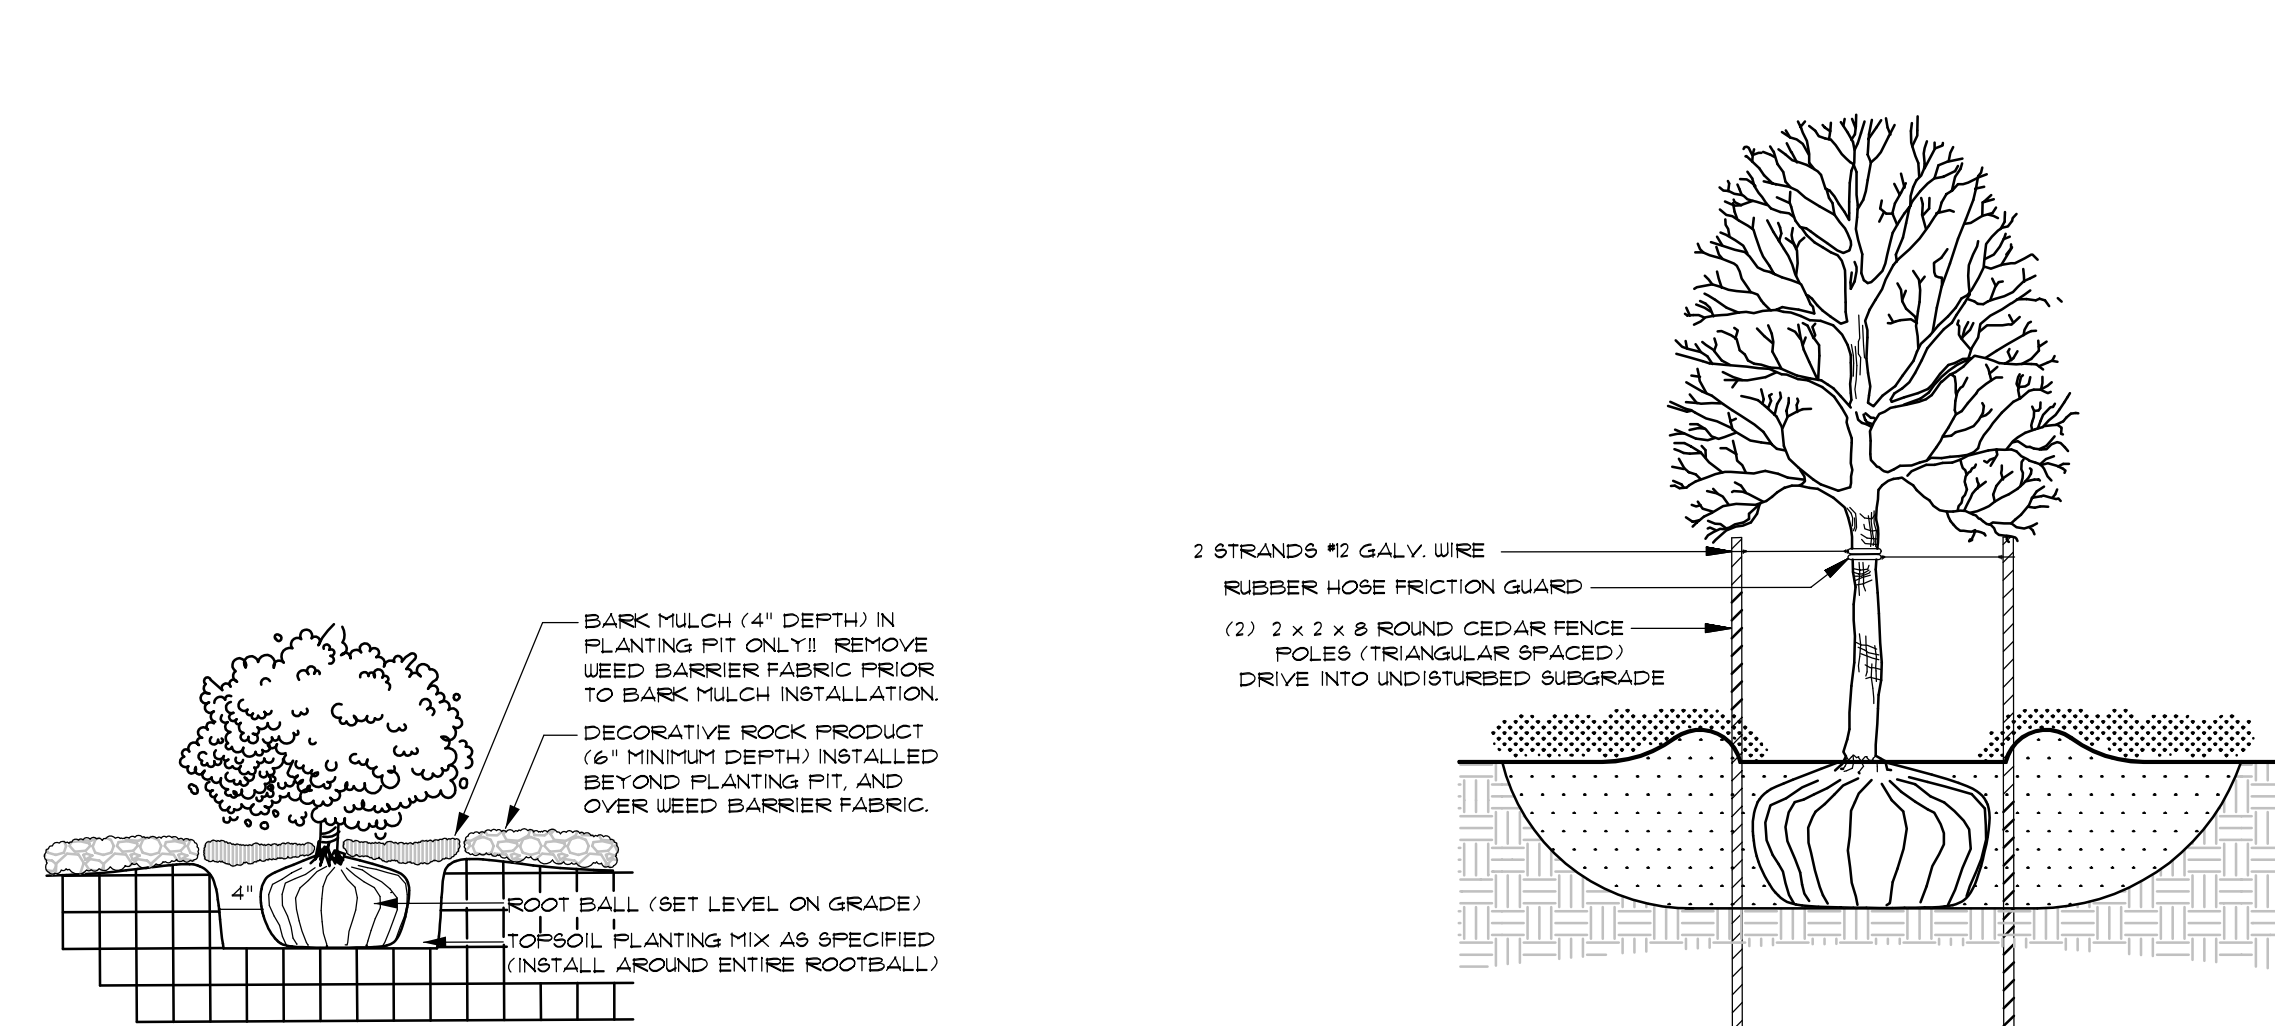 2 STRANDS #12 GALV. WIRE
RUBBER HOSE FRICTION GUARD
(2) 2 x 2 x 8 ROUND CEDAR FENCE
POLES (TRIANGULAR SPACED)
DRIVE INTO UNDISTURBED SUBGRADE
BARK MULCH (4" DEPTH) IN
PLANTING PIT ONLY!! REMOVE
WEED BARRIER FABRIC PRIOR
TO BARK MULCH INSTALLATION.
DECORATIVE ROCK PRODUCT
(6" MINIMUM DEPTH) INSTALLED
BEYOND PLANTING PIT, AND
OVER WEED BARRIER FABRIC.
4"
ROOT BALL (SET LEVEL ON GRADE)
TOPSOIL PLANTING MIX AS SPECIFIED
(INSTALL AROUND ENTIRE ROOTBALL)